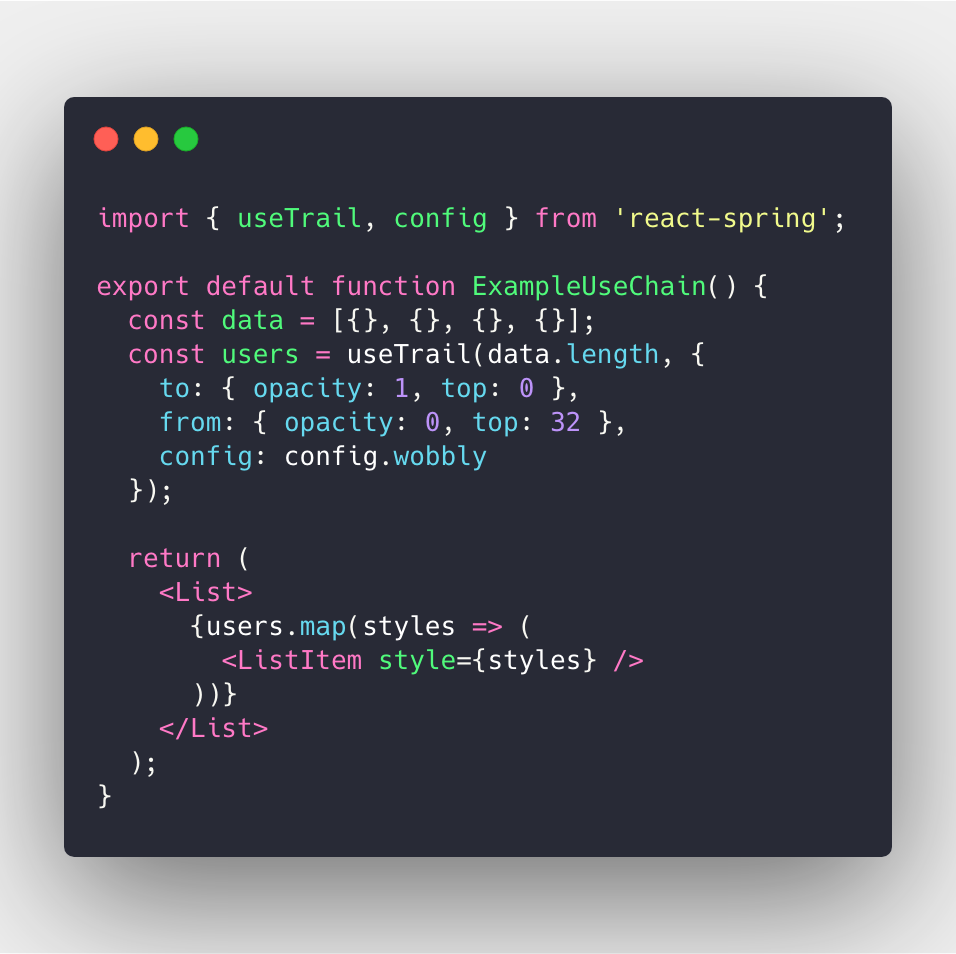 import { useTrail, config } from 'react-spring';

export default function ExampleUseChain() {
  const data = [{}, {}, {}, {}];
  const users = useTrail(data.length, {
    to: { opacity: 1, top: 0 },
    from: { opacity: 0, top: 32 },
    config: config.wobbly
  });

  return (
    <List>
      {users.map(styles => (
        <ListItem style={styles} />
      ))}
    </List>
  );
}